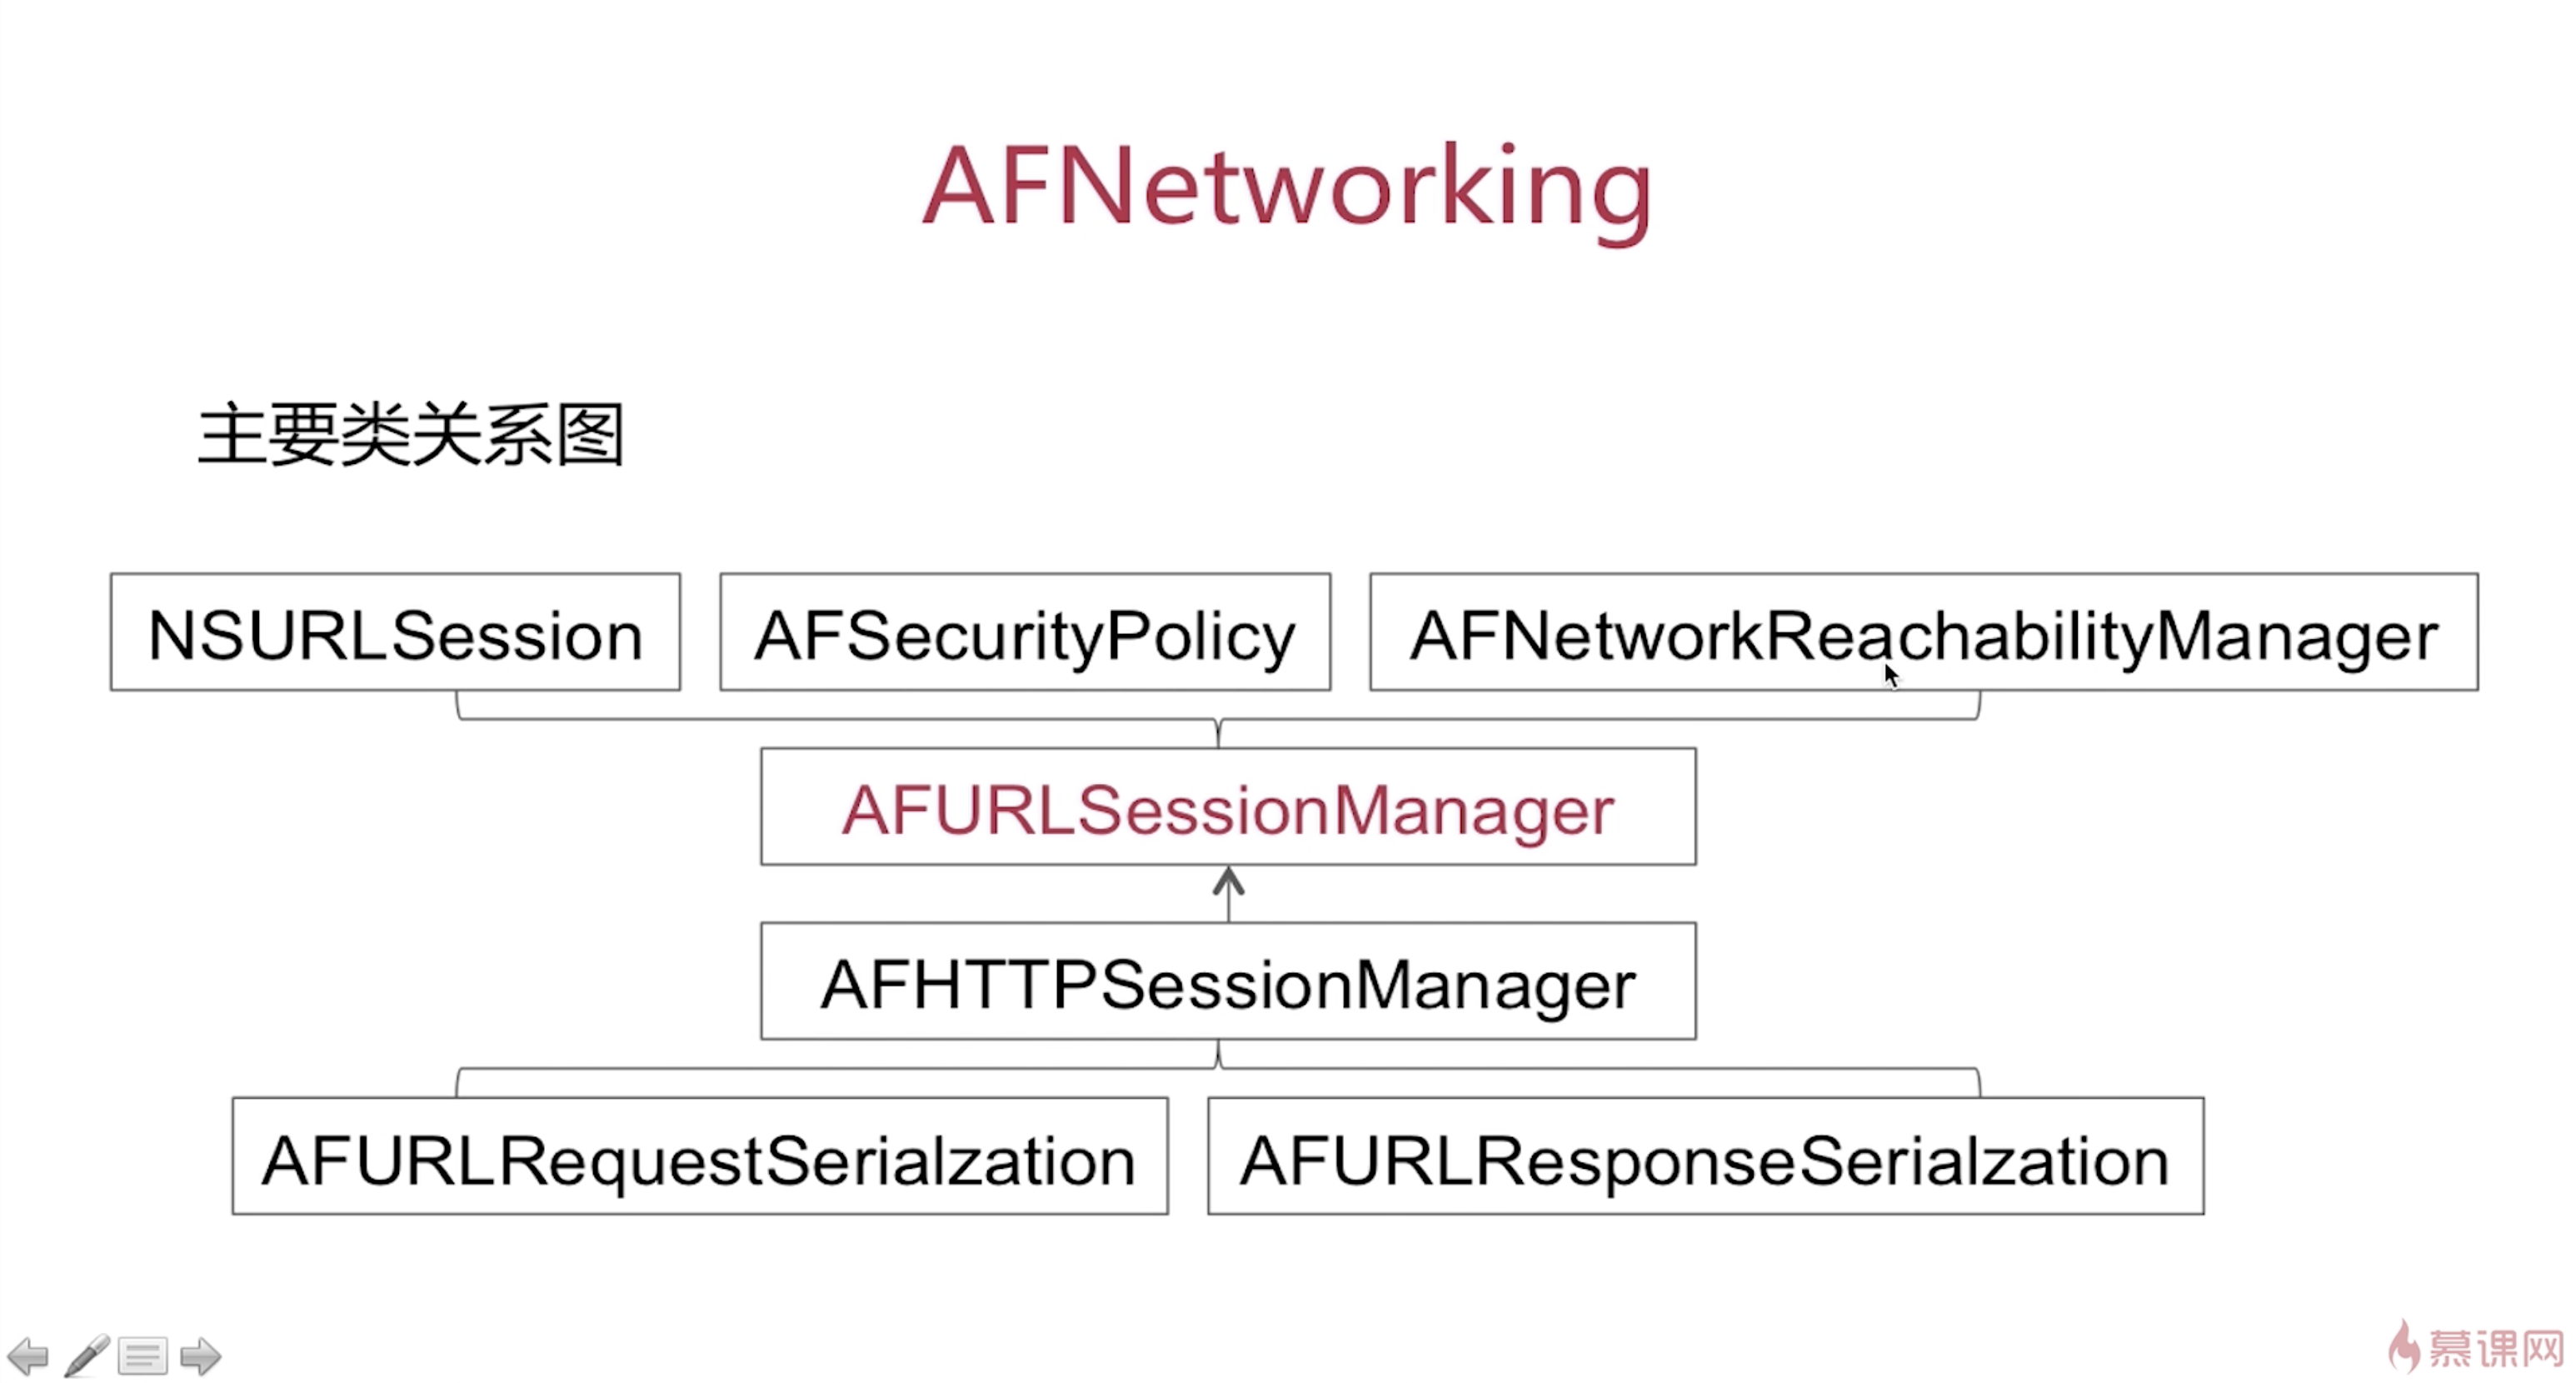 AFNetworking
主要类关系图
NSURLSession
AFSecurityPolicy
AFNetworkReachabilityManager
AFURLSessionManager
AFHTTPSessionManager
AFURLRequestSerialzation
AFURLResponseSerialzation
慕课网